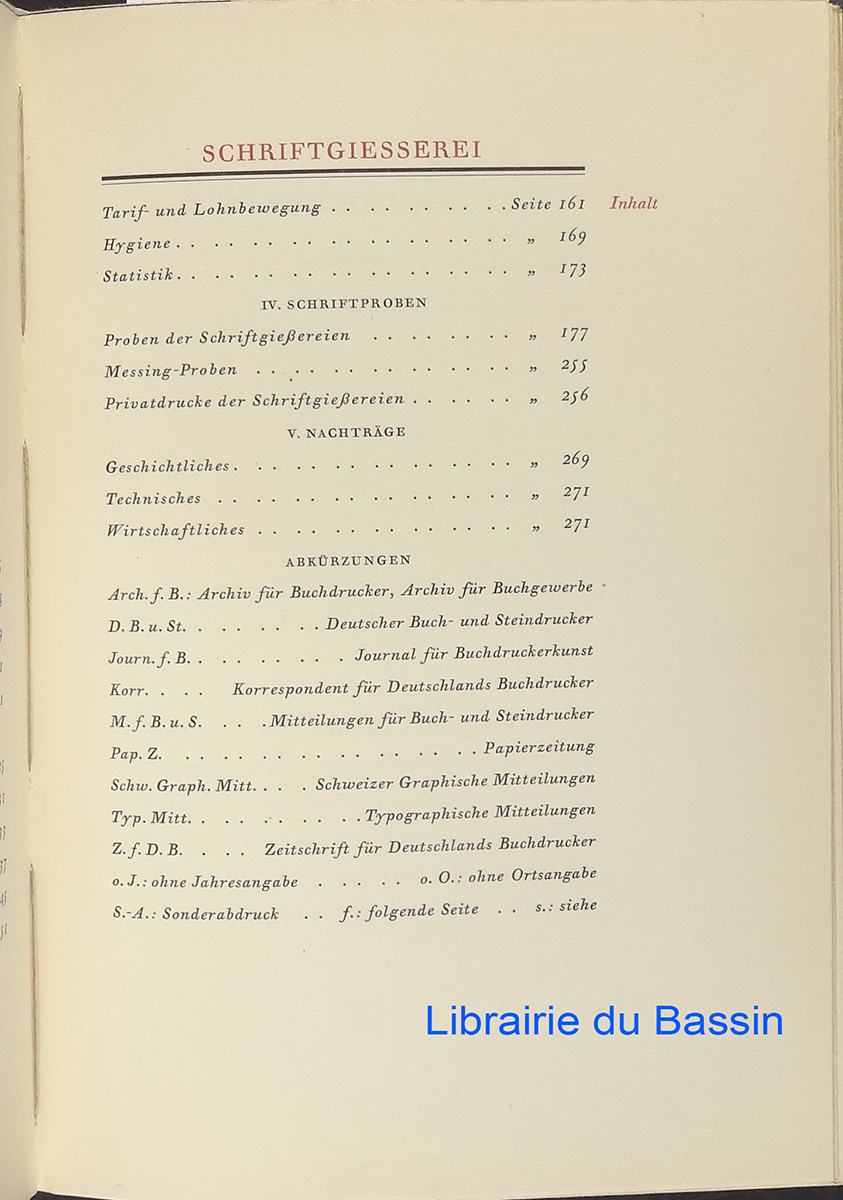 SCHRIFTGIESSEREI
Tarif- und Lohnbewegung . . . . . . . . . . Seite 161 Inhalt
Hygiene . . . . . . . . . . . . . . . . . . „ 169
Statistik . . . . . . . . . . . . . . . . . . „ 173
IV. SCHRIFTPROBEN
Proben der Schriftgießereien . . . . . . . . „ 177
Messing-Proben . . . . . . . . . . . . . . „ 255
Privatdrucke der Schriftgießereien . . . . . . „ 256
V. NACHTRÄGE
Geschichtliches . . . . . . . . . . . . . . . „ 269
Technisches . . . . . . . . . . . . . . . . „ 271
Wirtschaftliches . . . . . . . . . . . . . . „ 271
ABKÜRZUNGEN
Arch. f. B.: Archiv für Buchdrucker, Archiv für Buchgewerbe
D. B. u. St. . . . . . . . Deutscher Buch- und Steindrucker
Journ. f. B. . . . . . . . . Journal für Buchdruckerkunst
Korr. . . . Korrespondent für Deutschlands Buchdrucker
M. f. B. u. S. . . . Mitteilungen für Buch- und Steindrucker
Pap. Z. . . . . . . . . . . . . . . . . . Papierzeitung
Schw. Graph. Mitt. . . . Schweizer Graphische Mitteilungen
Typ. Mitt. . . . . . . . . . Typographische Mitteilungen
Z. f. D. B. . . . Zeitschrift für Deutschlands Buchdrucker
o. J.: ohne Jahresangabe . . . . . o. O.: ohne Ortsangabe
S.-A.: Sonderabdruck . . f.: folgende Seite . . s.: siehe
Librairie du Bassin